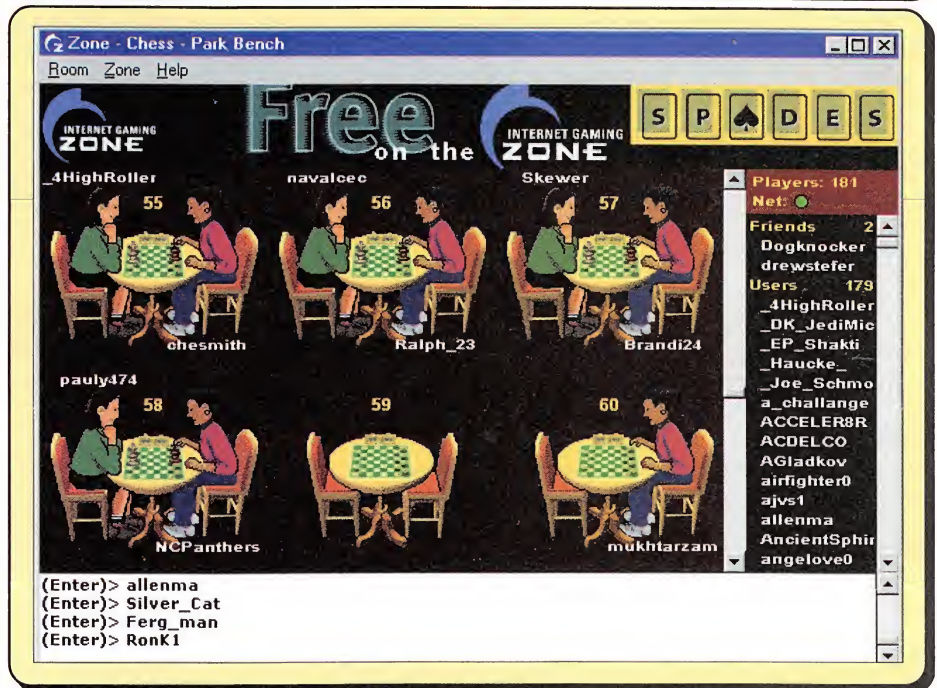 Zone - Chess - Park Bench
Room Zone Help
INTERNET GAMING
ZONE
Free
on the
INTERNET GAMING
ZONE
S P D E S
_4HighRoller navalcec Skewer
55 56 57
chesmith Ralph_23 Brandi24
pauly474
58 59 60
NCPanthers mukhtarzam
Players: 181
Net:
Friends 2
Dogknocker
drewstefer
Users 179
_4HighRoller
_DK_JediMic
_EP_Shakti
_Haucke_
_Joe_Schmo
a_challange
ACCELER8R
ACDELCO
AGladkov
airfighter0
ajvs1
allenma
AncientSphir
angelove0
(Enter)> allenma
(Enter)> Silver_Cat
(Enter)> Ferg_man
(Enter)> RonK1